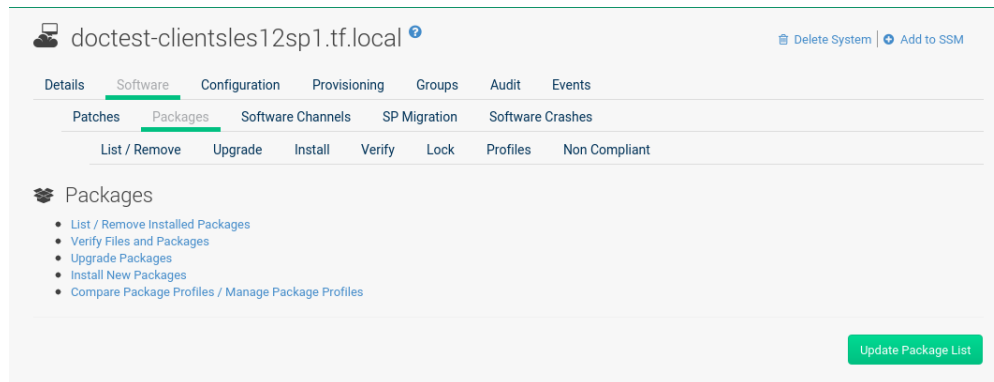 doctest-clientsles12sp1.tf.local ?
Delete System | Add to SSM
Details Software Configuration Provisioning Groups Audit Events
Patches Packages Software Channels SP Migration Software Crashes
List / Remove Upgrade Install Verify Lock Profiles Non Compliant
Packages
List / Remove Installed Packages
Verify Files and Packages
Upgrade Packages
Install New Packages
Compare Package Profiles / Manage Package Profiles
Update Package List